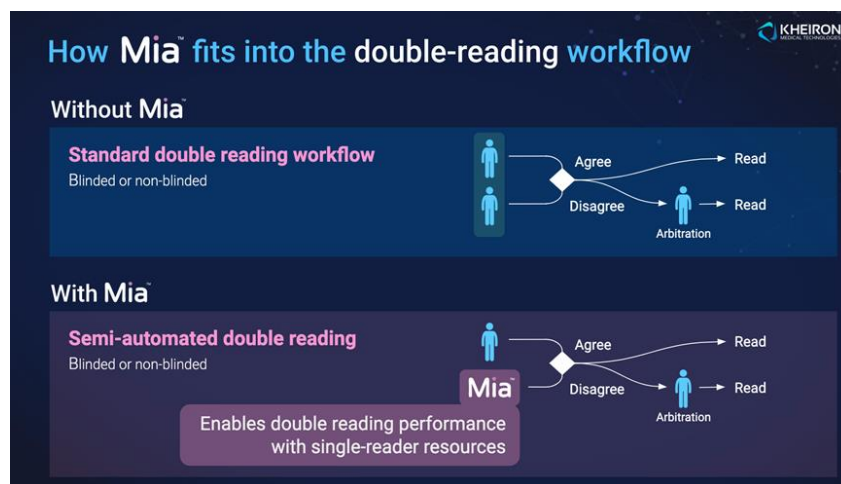 KHEIRON
MEDICAL TECHNOLOGIES
How Mia™ fits into the double-reading workflow
Without Mia™
Standard double reading workflow
Blinded or non-blinded
Agree
Read
Disagree
Read
Arbitration
With Mia™
Semi-automated double reading
Blinded or non-blinded
Agree
Read
Mia™
Disagree
Read
Arbitration
Enables double reading performance
with single-reader resources